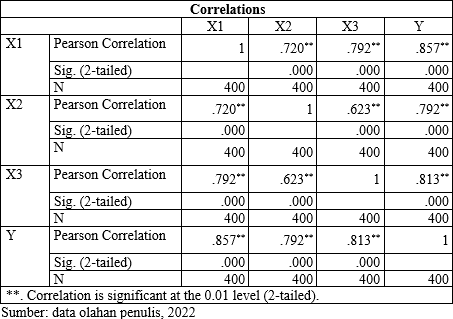 Correlations
X1 X2 X3 Y
X1 Pearson Correlation 1 .720** .792** .857**
Sig. (2-tailed) .000 .000 .000
N 400 400 400 400
X2 Pearson Correlation .720** 1 .623** .792**
Sig. (2-tailed) .000 .000 .000
N 400 400 400 400
X3 Pearson Correlation .792** .623** 1 .813**
Sig. (2-tailed) .000 .000 .000
N 400 400 400 400
Y Pearson Correlation .857** .792** .813** 1
Sig. (2-tailed) .000 .000 .000
N 400 400 400 400
**. Correlation is significant at the 0.01 level (2-tailed).
Sumber: data olahan penulis, 2022